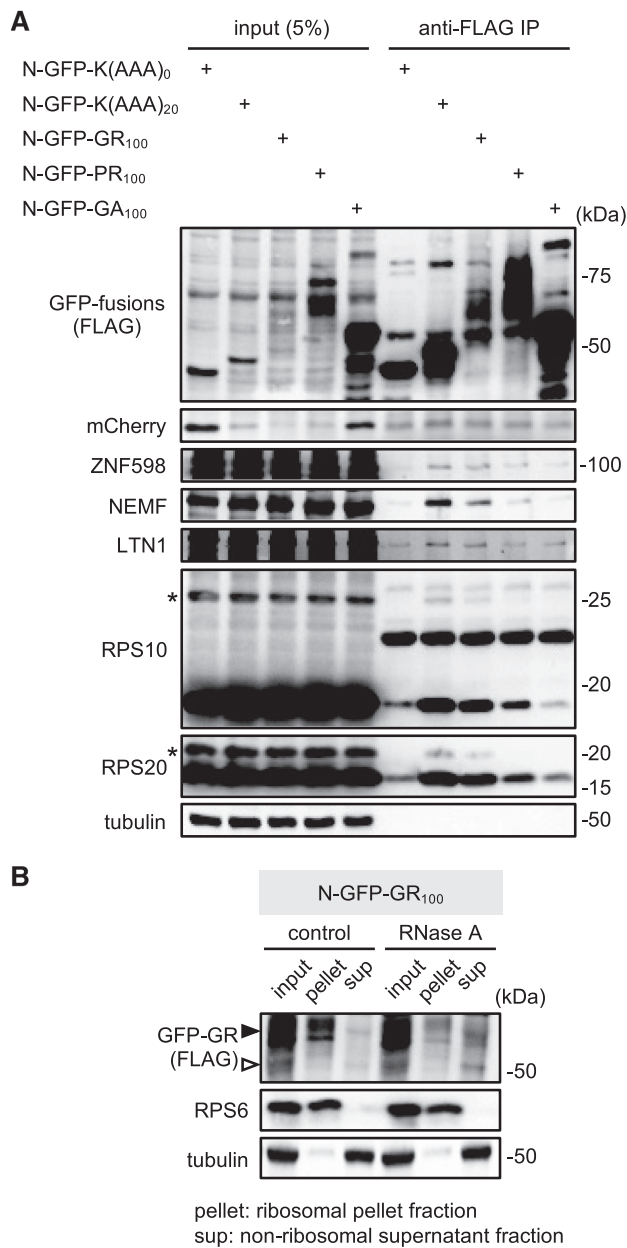 A
input (5%) anti-FLAG IP
N-GFP-K(AAA)₀ + +
N-GFP-K(AAA)₂₀ + +
N-GFP-GR₁₀₀ + +
N-GFP-PR₁₀₀ + +
N-GFP-GA₁₀₀ + + (kDa)
GFP-fusions
(FLAG)
-75
-50
mCherry
ZNF598 -100
NEMF
LTN1
* -25
RPS10
-20
* -20
RPS20
-15
tubulin -50
B
N-GFP-GR₁₀₀
control RNase A
input pellet sup input pellet sup
(kDa)
GFP-GR
(FLAG)
-50
RPS6
tubulin -50
pellet: ribosomal pellet fraction
sup: non-ribosomal supernatant fraction